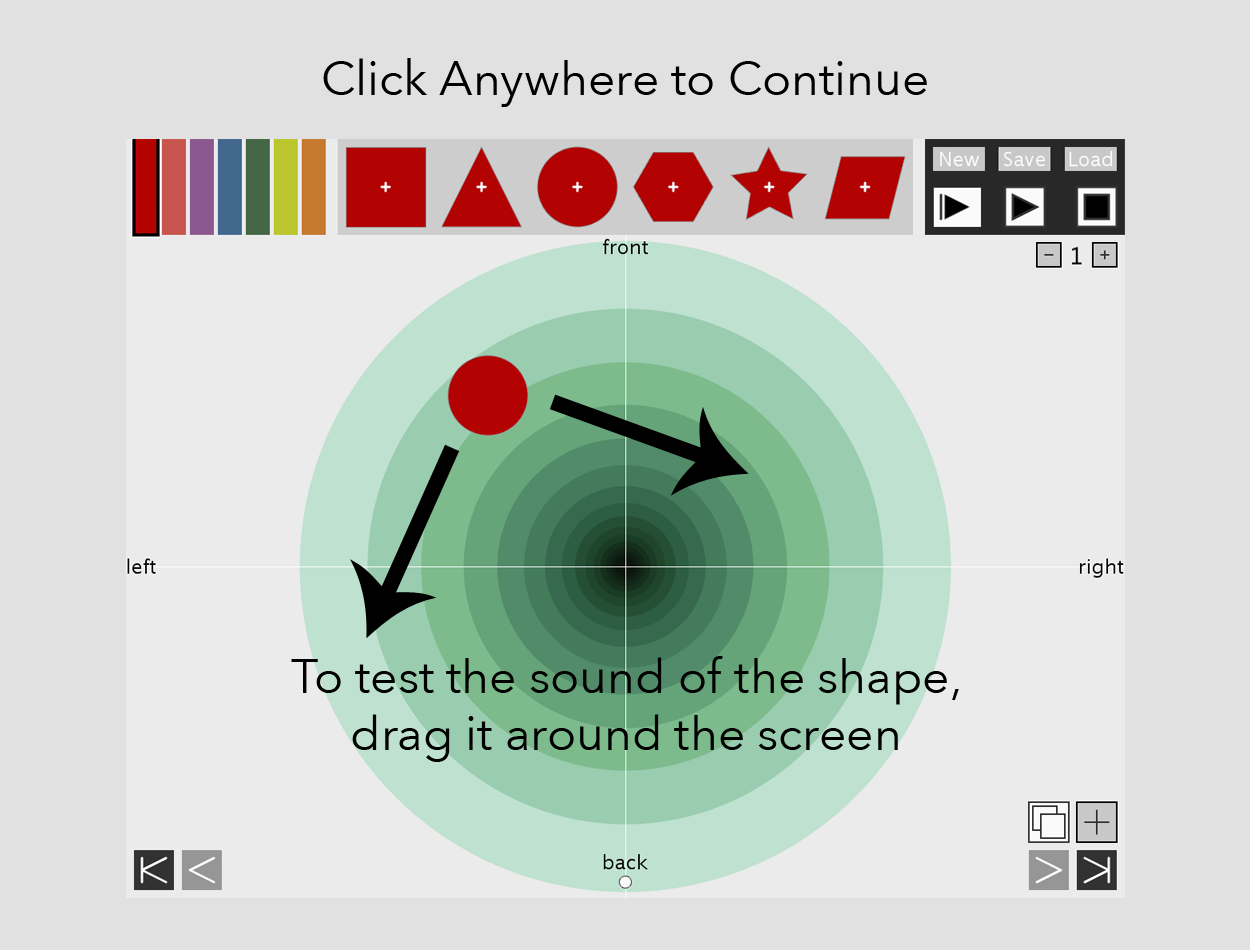 Click Anywhere to Continue
New Save Load
front
− 1 +
left
right
To test the sound of the shape,
drag it around the screen
back